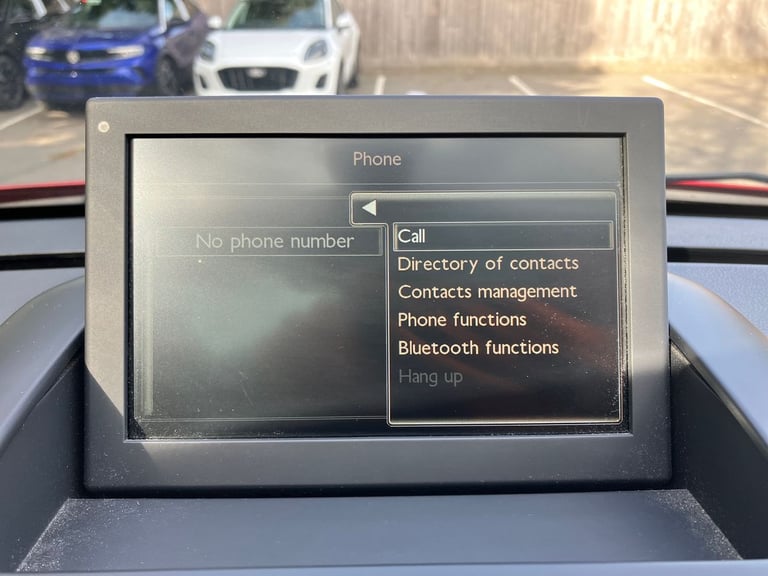 Phone
No phone number
Call
Directory of contacts
Contacts management
Phone functions
Bluetooth functions
Hang up